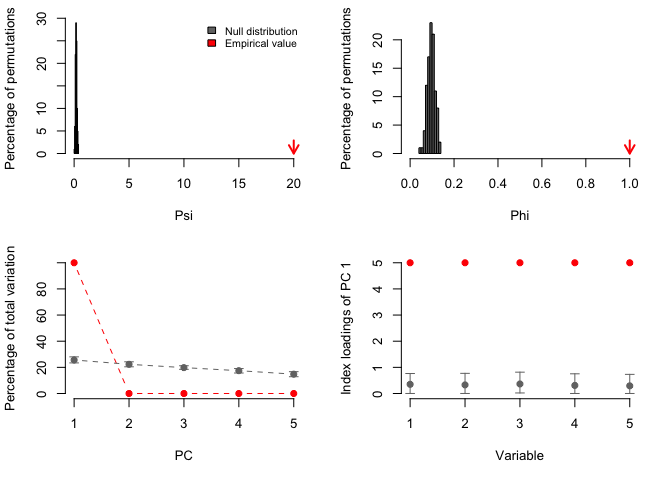 Percentage of permutations
0 5 10 20 30
Null distribution
Empirical value
0 5 10 15 20
Psi
Percentage of permutations
0 5 10 15 20
0.0 0.2 0.4 0.6 0.8 1.0
Phi
Percentage of total variation
0 20 40 60 80
1 2 3 4 5
PC
Index loadings of PC 1
0 1 2 3 4 5
1 2 3 4 5
Variable